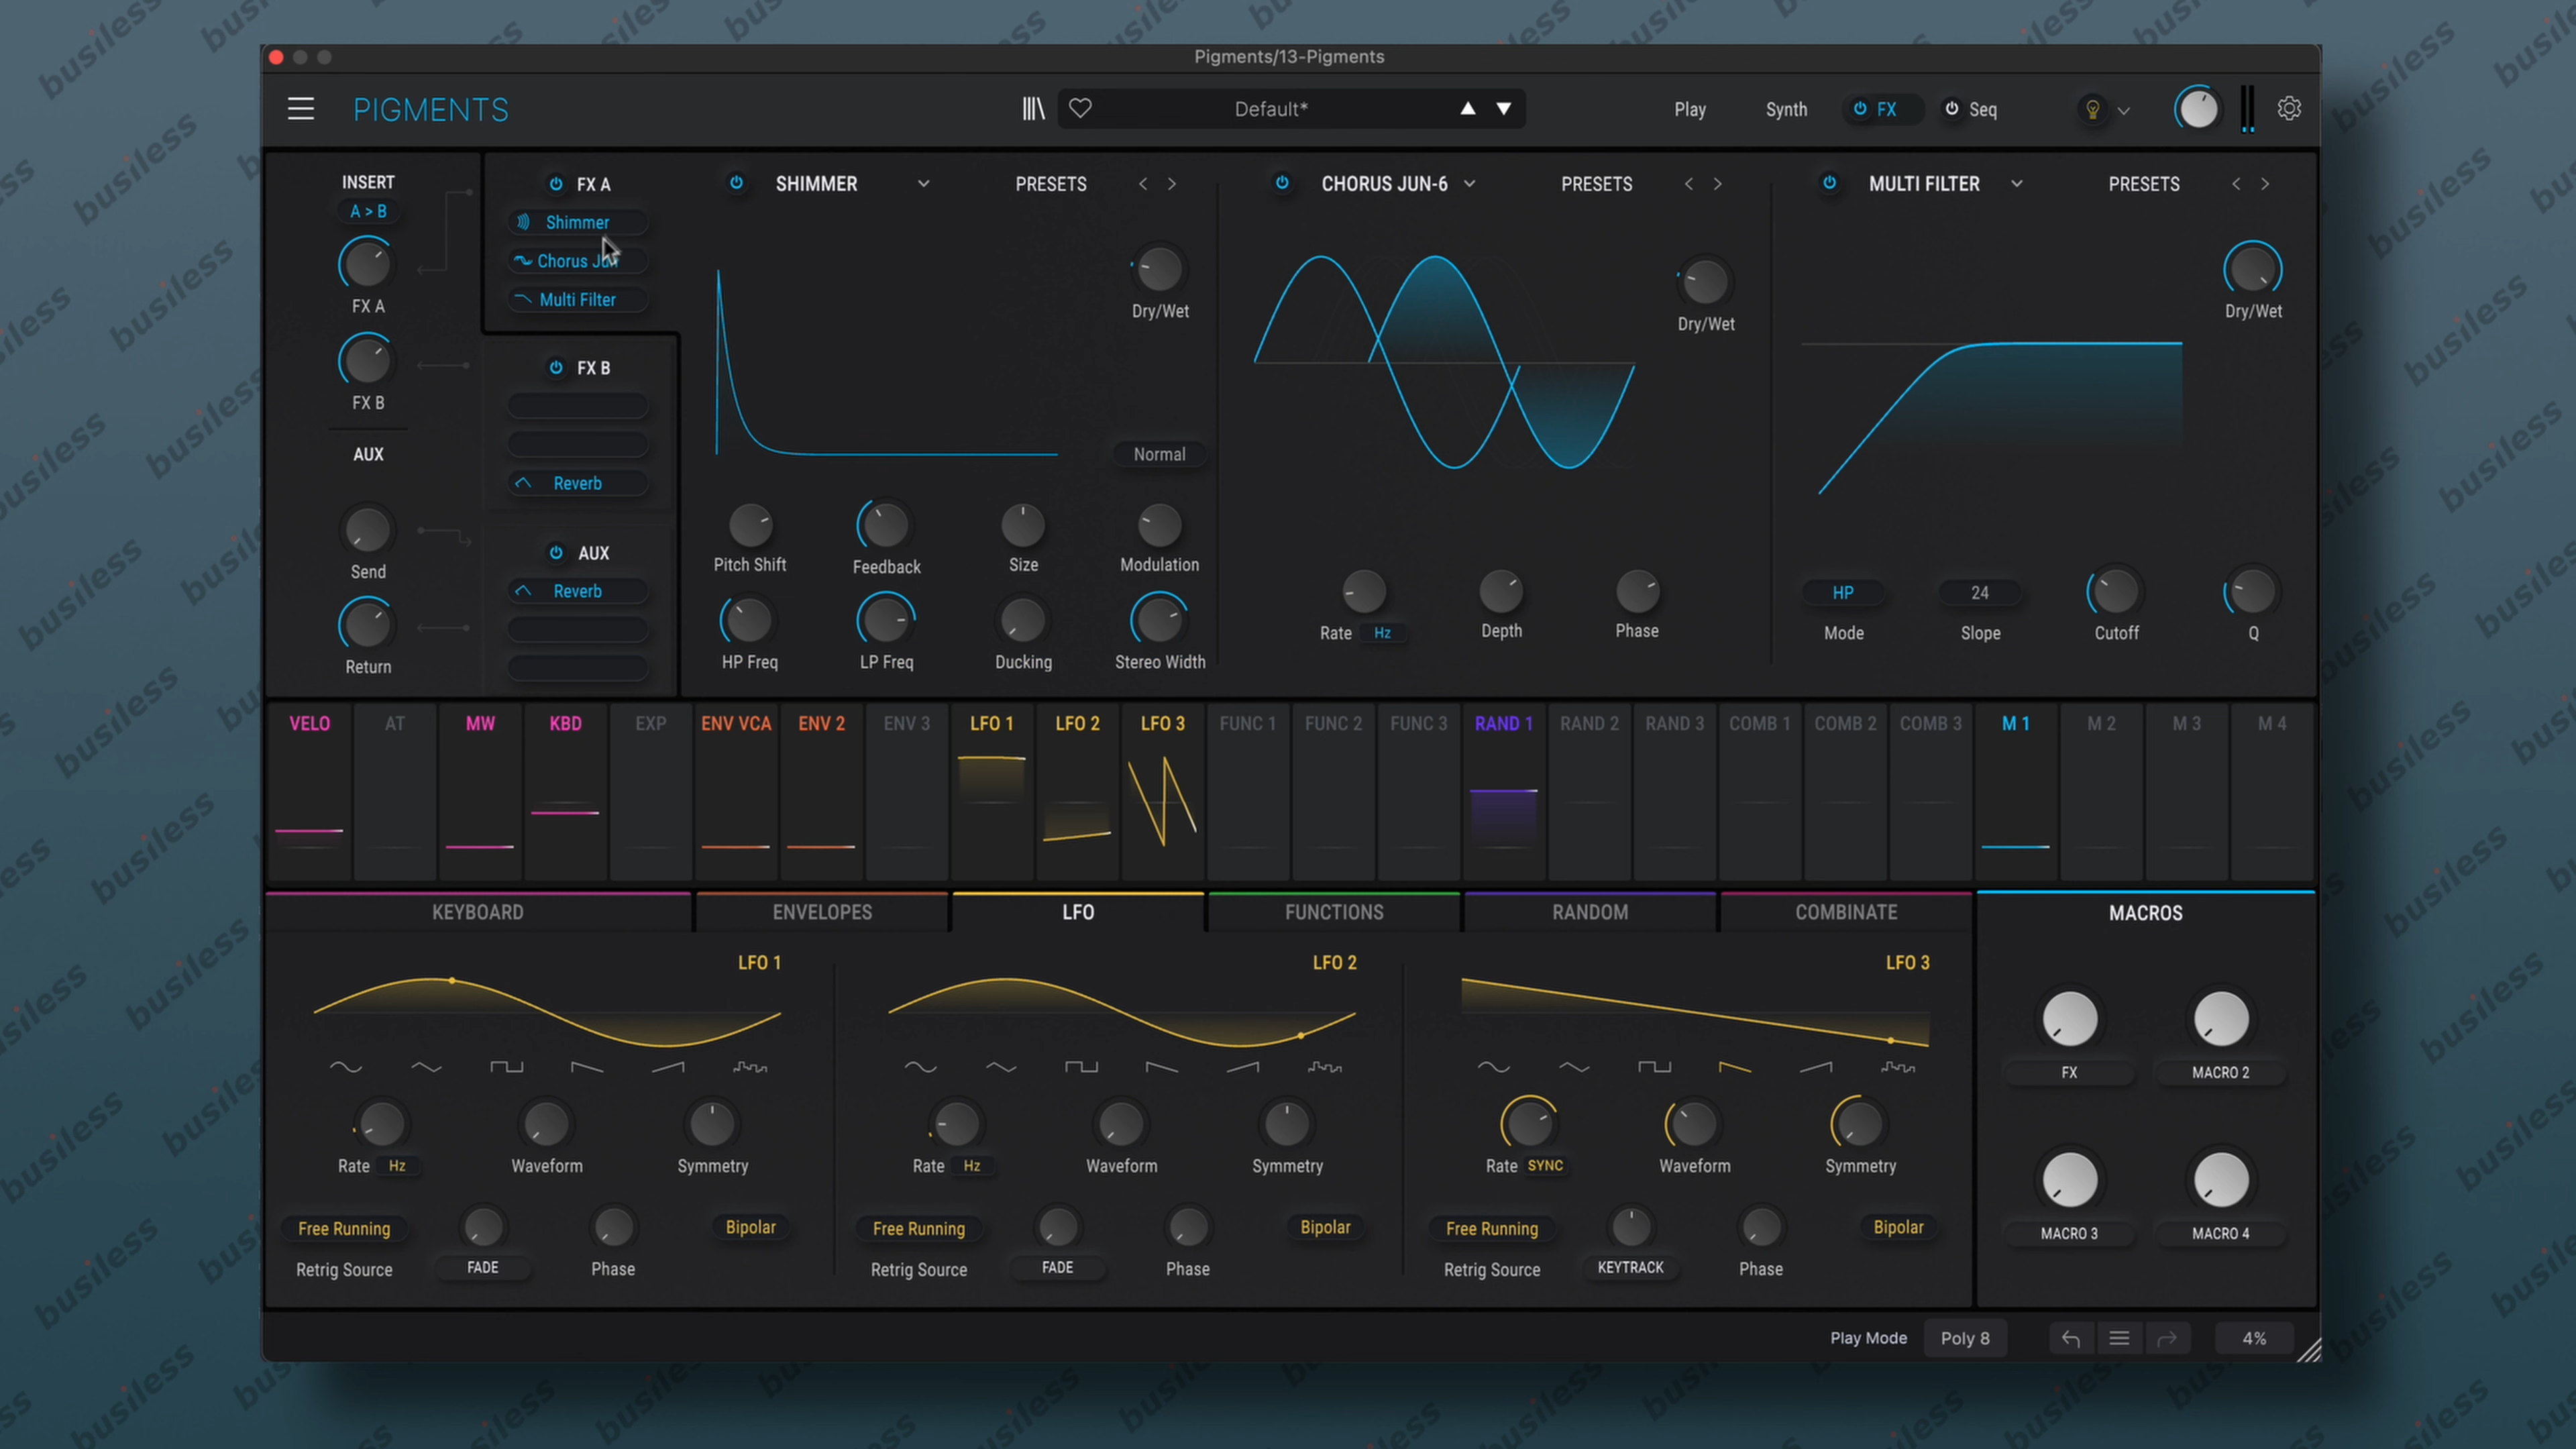 Pigments/13-Pigments
PIGMENTS
Default*
Play
Synth
FX
Seq
INSERT
A > B
FX A
FX B
AUX
Send
Return
FX A
Shimmer
Chorus Jun
Multi Filter
FX B
Reverb
AUX
Reverb
SHIMMER
PRESETS
Dry/Wet
Normal
Pitch Shift
Feedback
Size
Modulation
HP Freq
LP Freq
Ducking
Stereo Width
CHORUS JUN-6
PRESETS
Dry/Wet
Rate Hz
Depth
Phase
MULTI FILTER
PRESETS
Dry/Wet
HP
24
Mode
Slope
Cutoff
Q
VELO
AT
MW
KBD
EXP
ENV VCA
ENV 2
ENV 3
LFO 1
LFO 2
LFO 3
FUNC 1
FUNC 2
FUNC 3
RAND 1
RAND 2
RAND 3
COMB 1
COMB 2
COMB 3
M 1
M 2
M 3
M 4
KEYBOARD
ENVELOPES
LFO
FUNCTIONS
RANDOM
COMBINATE
MACROS
LFO 1
Rate Hz
Waveform
Symmetry
Free Running
Bipolar
Retrig Source
FADE
Phase
LFO 2
Rate Hz
Waveform
Symmetry
Free Running
Bipolar
Retrig Source
FADE
Phase
LFO 3
Rate SYNC
Waveform
Symmetry
Free Running
Bipolar
Retrig Source
KEYTRACK
Phase
FX
MACRO 2
MACRO 3
MACRO 4
Play Mode
Poly 8
4%
busiless